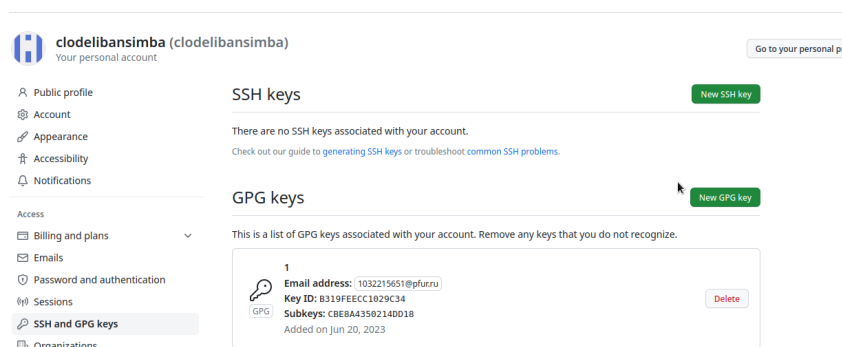 clodelibansimba (clodelibansimba)
Your personal account
Go to your personal p
Public profile
Account
Appearance
Accessibility
Notifications
Access
Billing and plans
Emails
Password and authentication
Sessions
SSH and GPG keys
Organizations
SSH keys
New SSH key
There are no SSH keys associated with your account.
Check out our guide to generating SSH keys or troubleshoot common SSH problems.
GPG keys
New GPG key
This is a list of GPG keys associated with your account. Remove any keys that you do not recognize.
1
Email address: 1032215651@pfur.ru
Key ID: B319FEECC1029C34
Subkeys: CBE8A4350214DD18
Added on Jun 20, 2023
GPG
Delete